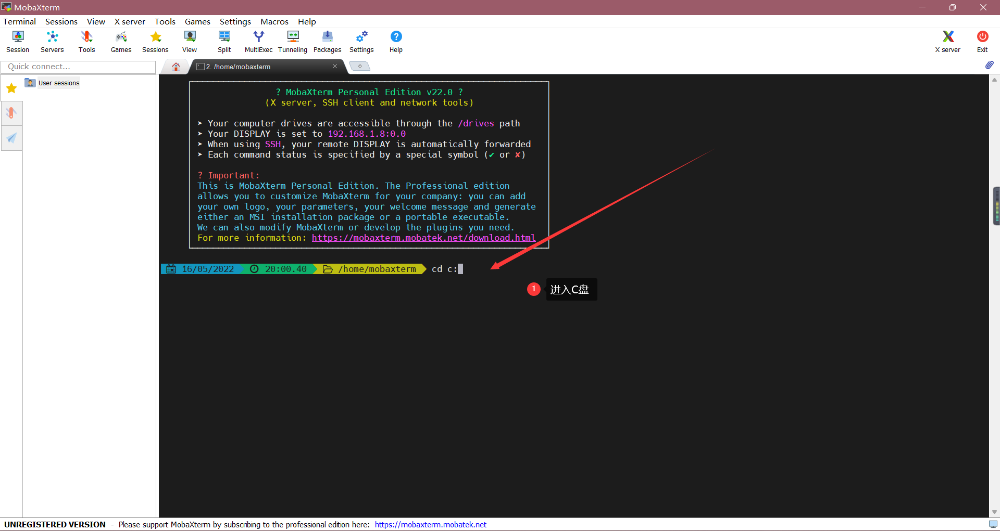 MobaXterm
Terminal Sessions View X server Tools Games Settings Macros Help
Session Servers Tools Games Sessions View Split MultiExec Tunneling Packages Settings Help X server Exit
Quick connect...
2. /home/mobaxterm
User sessions
? MobaXterm Personal Edition v22.0 ?
(X server, SSH client and network tools)
➤ Your computer drives are accessible through the /drives path
➤ Your DISPLAY is set to 192.168.1.8:0.0
➤ When using SSH, your remote DISPLAY is automatically forwarded
➤ Each command status is specified by a special symbol (✔ or ✘)
? Important:
This is MobaXterm Personal Edition. The Professional edition
allows you to customize MobaXterm for your company: you can add
your own logo, your parameters, your welcome message and generate
either an MSI installation package or a portable executable.
We can also modify MobaXterm or develop the plugins you need.
For more information: https://mobaxterm.mobatek.net/download.html
16/05/2022 20:00.40 /home/mobaxterm cd c:
1 进入C盘
UNREGISTERED VERSION - Please support MobaXterm by subscribing to the professional edition here: https://mobaxterm.mobatek.net